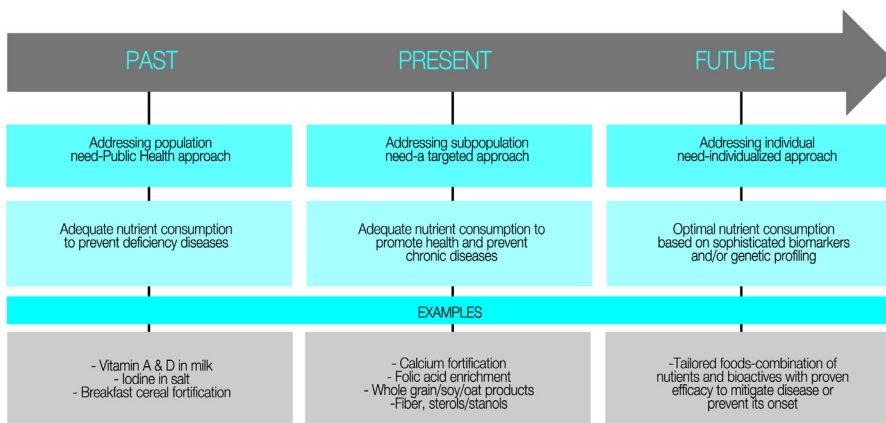 PAST
PRESENT
FUTURE
Addressing population
need-Public Health approach
Addressing subpopulation
need-a targeted approach
Addressing individual
need-individualized approach
Adequate nutrient consumption
to prevent deficiency diseases
Adequate nutrient consumption to
promote health and prevent
chronic diseases
Optimal nutrient consumption
based on sophisticated biomarkers
and/or genetic profiling
EXAMPLES
- Vitamin A & D in milk
- Iodine in salt
- Breakfast cereal fortification
- Calcium fortification
- Folic acid enrichment
- Whole grain/soy/oat products
-Fiber, sterols/stanols
-Tailored foods-combination of
nutients and bioactives with proven
efficacy to mitigate disease or
prevent its onset